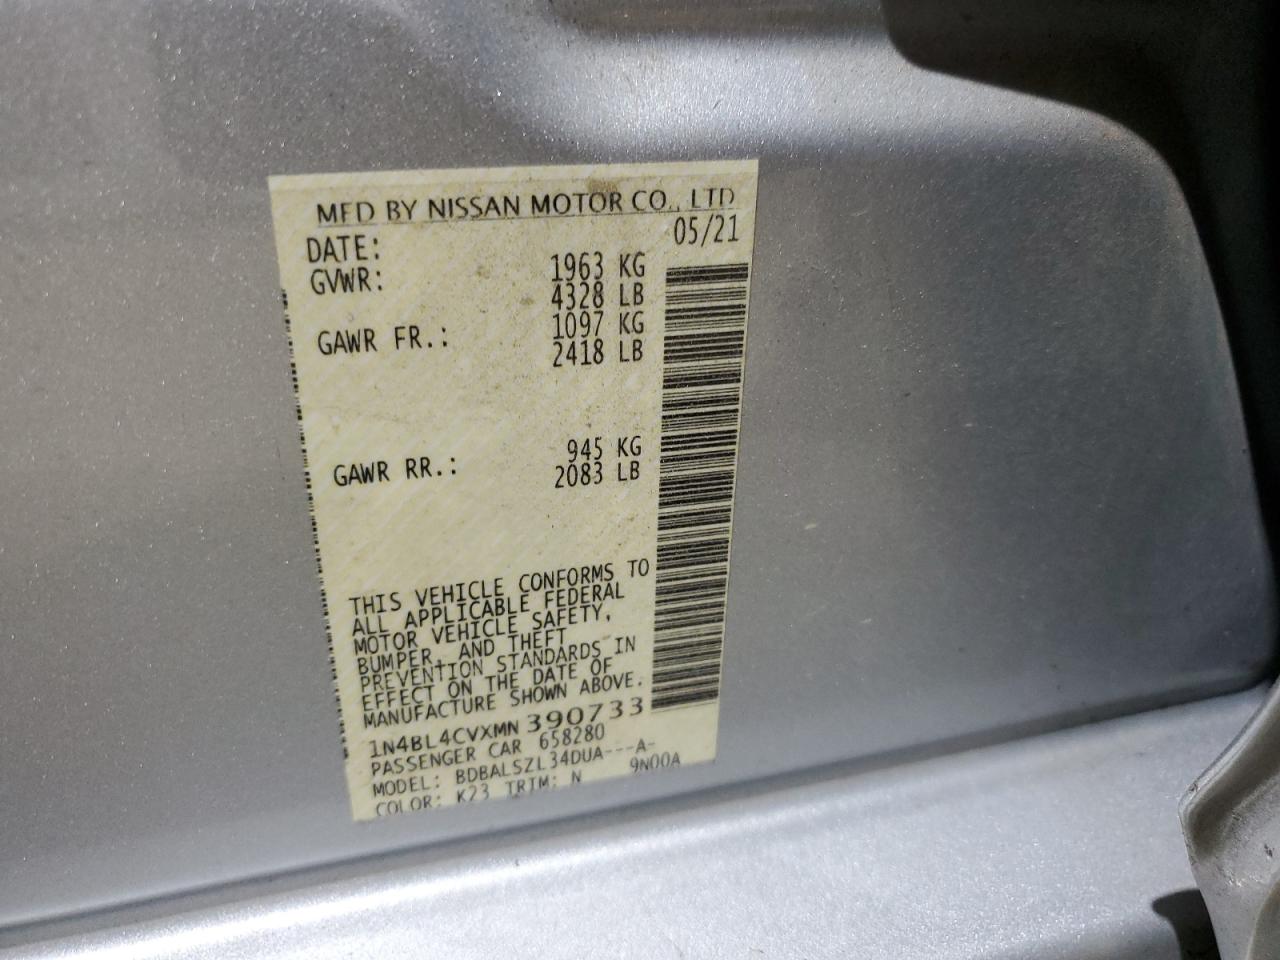 MFD BY NISSAN MOTOR CO., LTD
DATE: 05/21
GVWR: 1963 KG
4328 LB
GAWR FR.: 1097 KG
2418 LB
GAWR RR.: 945 KG
2083 LB
THIS VEHICLE CONFORMS TO
ALL APPLICABLE FEDERAL
MOTOR VEHICLE SAFETY,
BUMPER, AND THEFT
PREVENTION STANDARDS IN
EFFECT ON THE DATE OF
MANUFACTURE SHOWN ABOVE.
1N4BL4CVXMN390733
PASSENGER CAR 658280
MODEL: BDBALSZL34DUA---A-
COLOR: K23 TRIM: N 9N00A